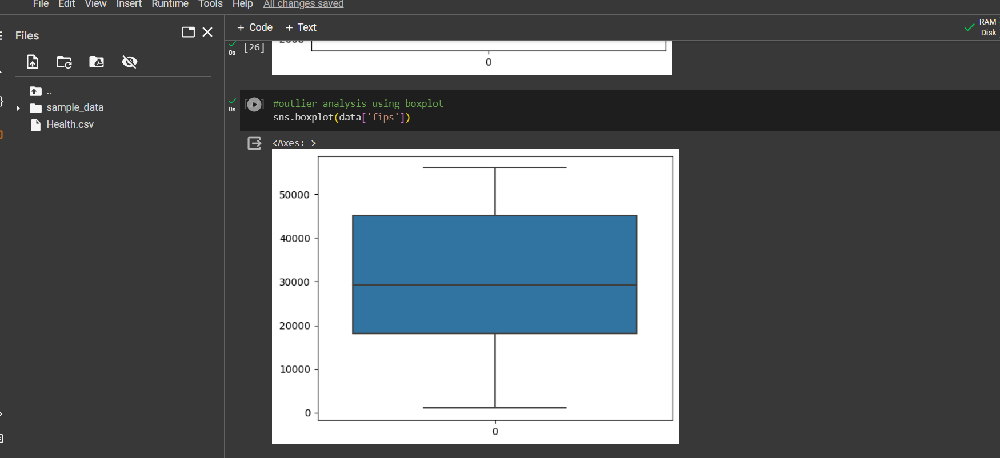 File Edit View Insert Runtime Tools Help All changes saved
Files
+ Code + Text
RAM
Disk
..
sample_data
Health.csv
0s
[26]
0
0s
#outlier analysis using boxplot
sns.boxplot(data['fips'])
<Axes: >
50000
40000
30000
20000
10000
0
0